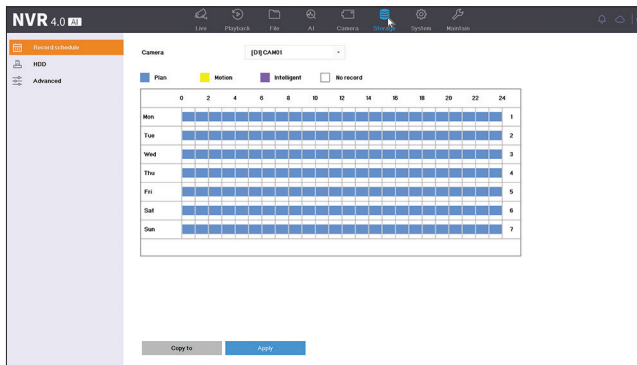 NVR 4.0 AI
Live Playback File AI Camera Storage System Maintain
Record schedule
HDD
Advanced
Camera [D1] CAM01
Plan Motion Intelligent No record
0 2 4 6 8 10 12 14 16 18 20 22 24
Mon 1
Tue 2
Wed 3
Thu 4
Fri 5
Sat 6
Sun 7
Copy to Apply